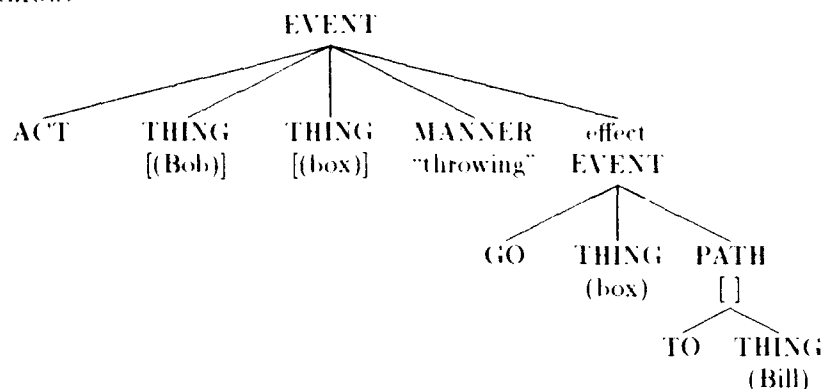 EVENT
ACT THING THING MANNER effect
[(Bob)] [(box)] "throwing" EVENT
GO THING PATH
(box) [ ]
TO THING
(Bill)